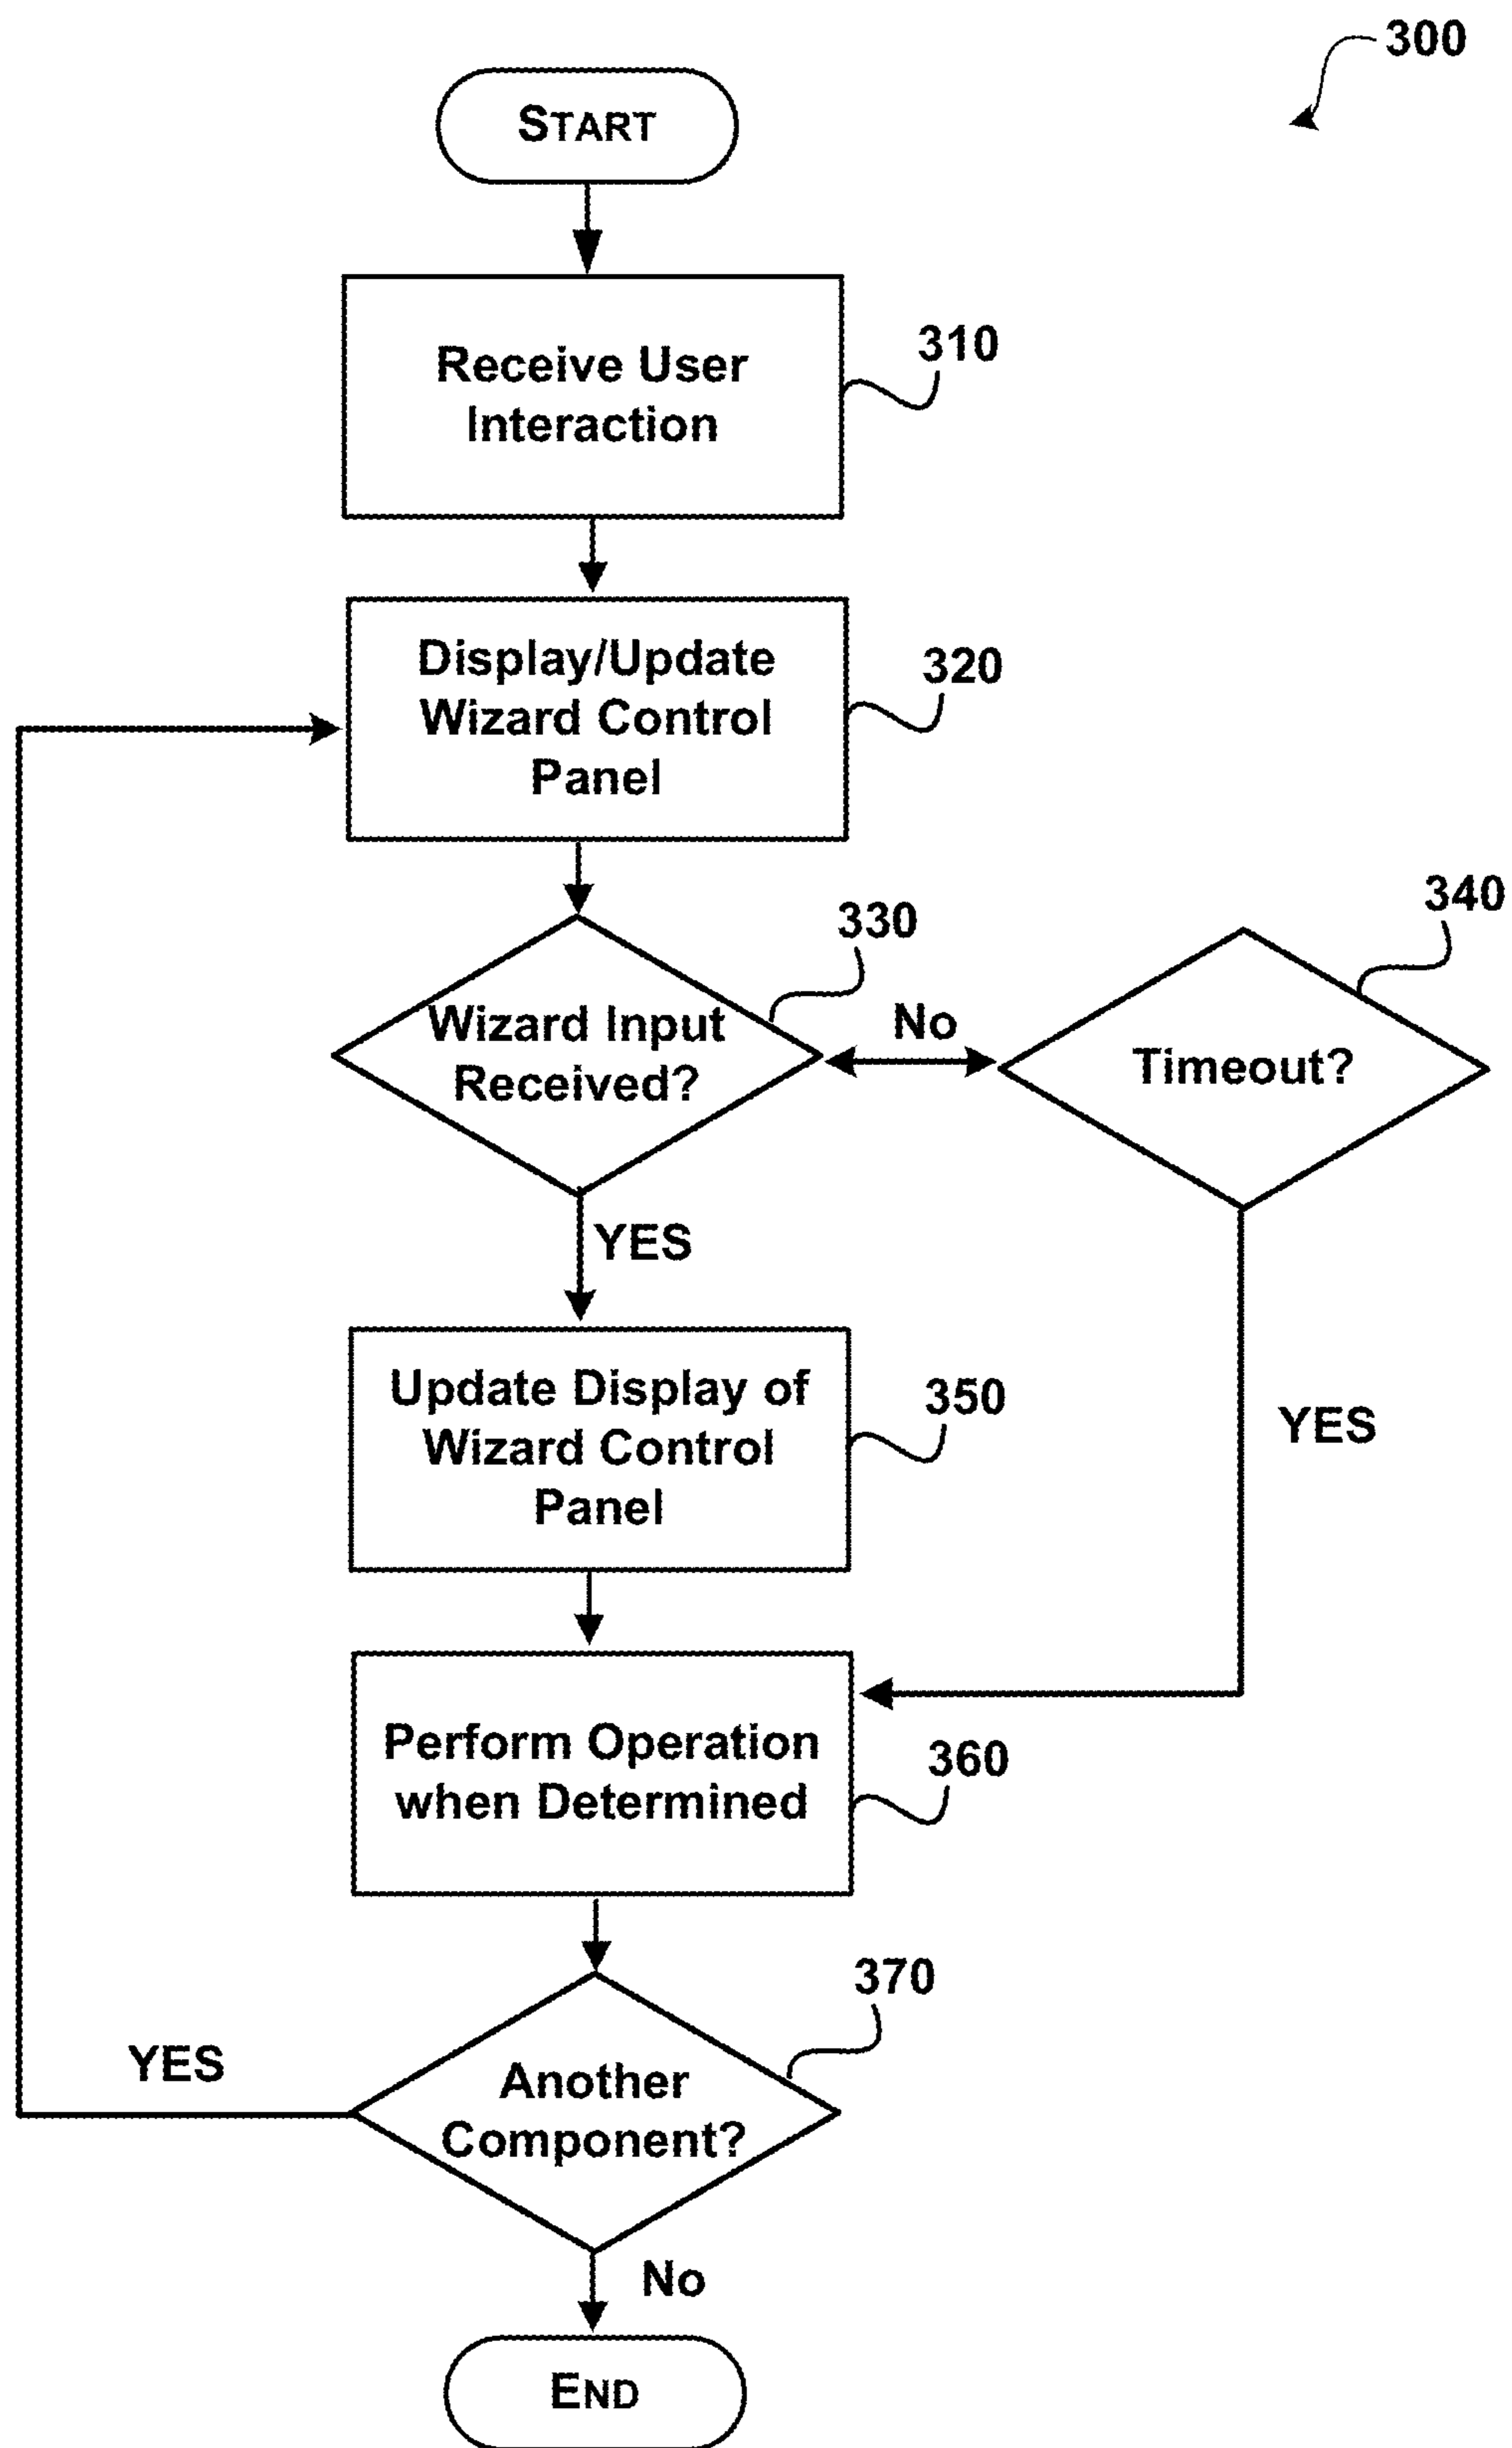 300
START
Receive User
Interaction
310
Display/Update
Wizard Control
Panel
320
Wizard Input
Received?
330
No
Timeout?
340
YES
Update Display of
Wizard Control
Panel
350
YES
Perform Operation
when Determined
360
Another
Component?
370
YES
No
END